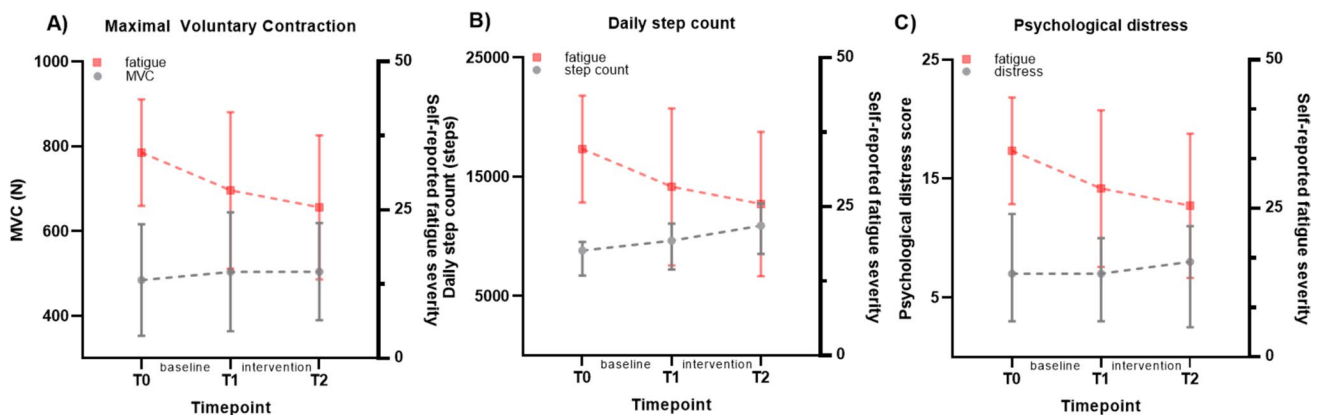 A)
Maximal Voluntary Contraction
fatigue
MVC
1000
800
600
400
MVC (N)
50
25
0
Self-reported fatigue severity
T0
baseline
T1
intervention
T2
Timepoint
B)
Daily step count
fatigue
step count
25000
15000
5000
Daily step count (steps)
50
25
0
Self-reported fatigue severity
T0
baseline
T1
intervention
T2
Timepoint
C)
Psychological distress
fatigue
distress
25
15
5
Psychological distress score
50
25
0
Self-reported fatigue severity
T0
baseline
T1
intervention
T2
Timepoint